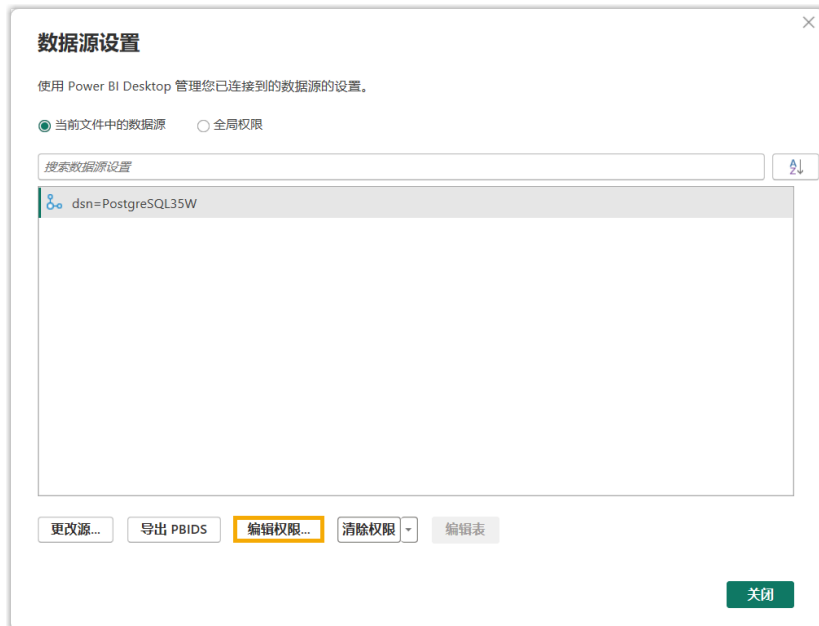 数据源设置
使用 Power BI Desktop 管理您已连接到的数据源的设置。
当前文件中的数据源 全局权限
搜索数据源设置 AZ↓
dsn=PostgreSQL35W
更改源... 导出 PBIDS 编辑权限... 清除权限 编辑表
关闭